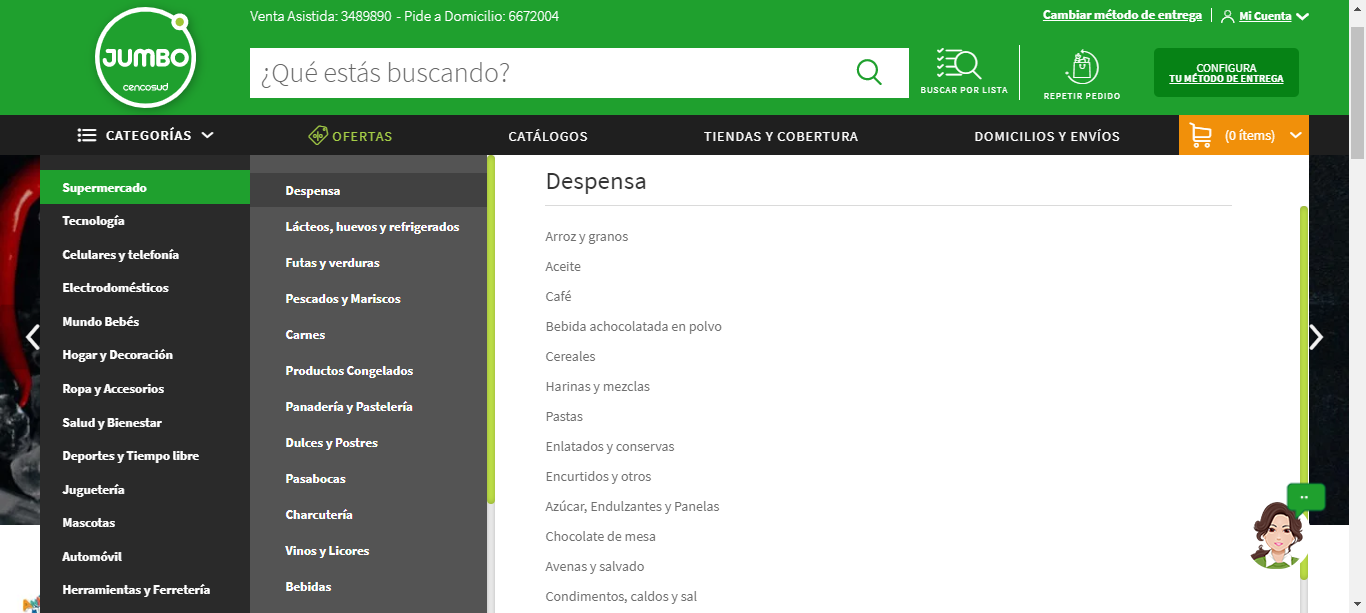 Venta Asistida: 3489890 - Pide a Domicilio: 6672004
Cambiar método de entrega
Mi Cuenta
JUMBO
cencosud
¿Qué estás buscando?
BUSCAR POR LISTA
REPETIR PEDIDO
CONFIGURA
TU MÉTODO DE ENTREGA
CATEGORÍAS
OFERTAS
CATÁLOGOS
TIENDAS Y COBERTURA
DOMICILIOS Y ENVÍOS
(0 ítems)
Supermercado
Tecnología
Celulares y telefonía
Electrodomésticos
Mundo Bebés
Hogar y Decoración
Ropa y Accesorios
Salud y Bienestar
Deportes y Tiempo libre
Juguetería
Mascotas
Automóvil
Herramientas y Ferretería
Despensa
Lácteos, huevos y refrigerados
Futas y verduras
Pescados y Mariscos
Carnes
Productos Congelados
Panadería y Pastelería
Dulces y Postres
Pasabocas
Charcutería
Vinos y Licores
Bebidas
Despensa
Arroz y granos
Aceite
Café
Bebida achocolatada en polvo
Cereales
Harinas y mezclas
Pastas
Enlatados y conservas
Encurtidos y otros
Azúcar, Endulzantes y Panelas
Chocolate de mesa
Avenas y salvado
Condimentos, caldos y sal